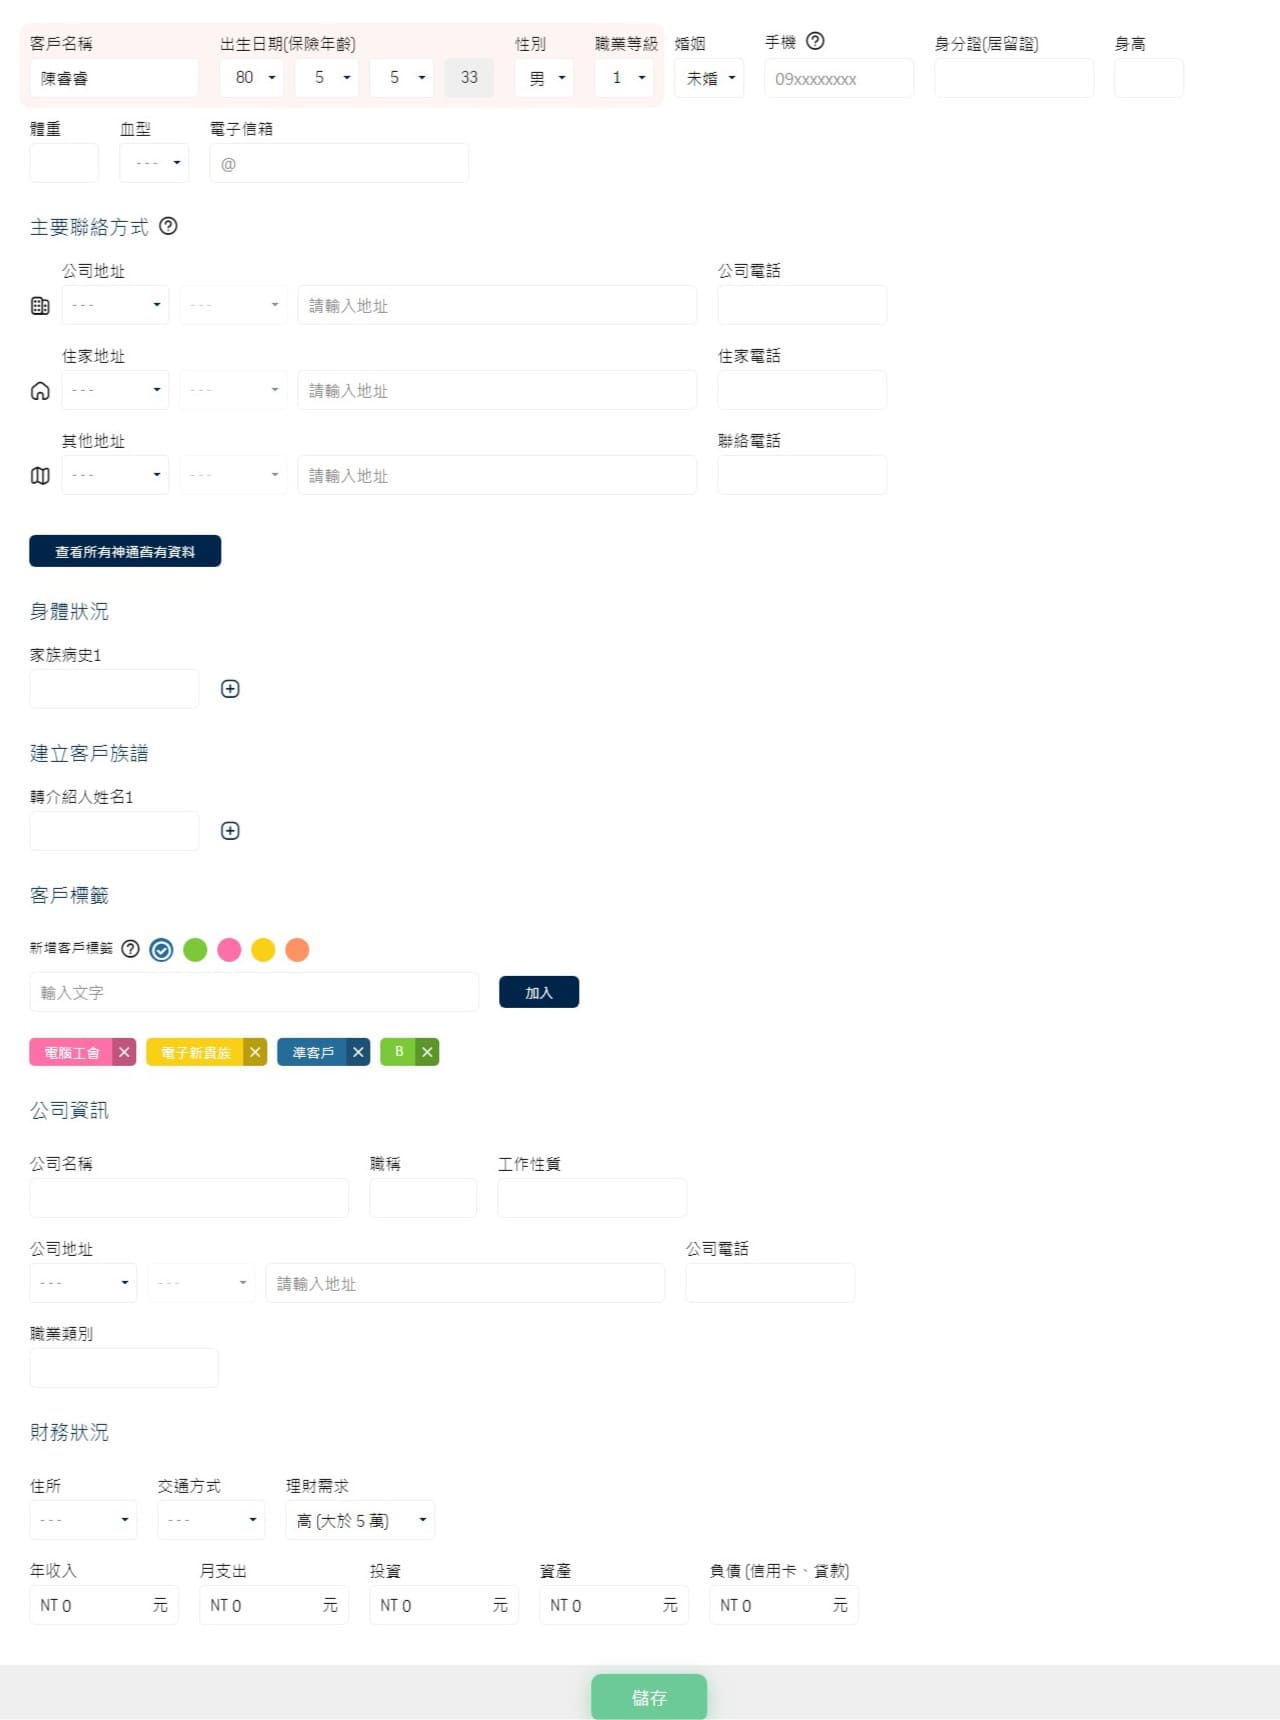 客戶名稱 出生日期(保險年齡) 性別 職業等級 婚姻 手機 身分證(居留證) 身高
陳睿睿 80 5 5 33 男 1 未婚 09xxxxxxxx
體重 血型 電子信箱
--- @
主要聯絡方式
公司地址 公司電話
--- --- 請輸入地址
住家地址 住家電話
--- --- 請輸入地址
其他地址 聯絡電話
--- --- 請輸入地址
查看所有神通舊有資料
身體狀況
家族病史1
建立客戶族譜
轉介紹人姓名1
客戶標籤
新增客戶標籤
輸入文字 加入
電腦工會 × 電子新貴族 × 準客戶 × B ×
公司資訊
公司名稱 職稱 工作性質
公司地址 公司電話
--- --- 請輸入地址
職業類別
財務狀況
住所 交通方式 理財需求
--- --- 高 (大於 5 萬)
年收入 月支出 投資 資產 負債 (信用卡、貸款)
NT 0 元 NT 0 元 NT 0 元 NT 0 元 NT 0 元
儲存